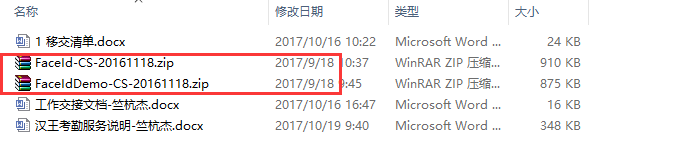 名称 修改日期 类型 大小
1 移交清单.docx 2017/10/16 10:22 Microsoft Word ... 24 KB
FaceId-CS-20161118.zip 2017/9/18 10:37 WinRAR ZIP 压缩... 910 KB
FaceIdDemo-CS-20161118.zip 2017/9/18 9:45 WinRAR ZIP 压缩... 875 KB
工作交接文档-竺杭杰.docx 2017/10/16 16:47 Microsoft Word ... 16 KB
汉王考勤服务说明-竺杭杰.docx 2017/10/19 9:40 Microsoft Word ... 348 KB